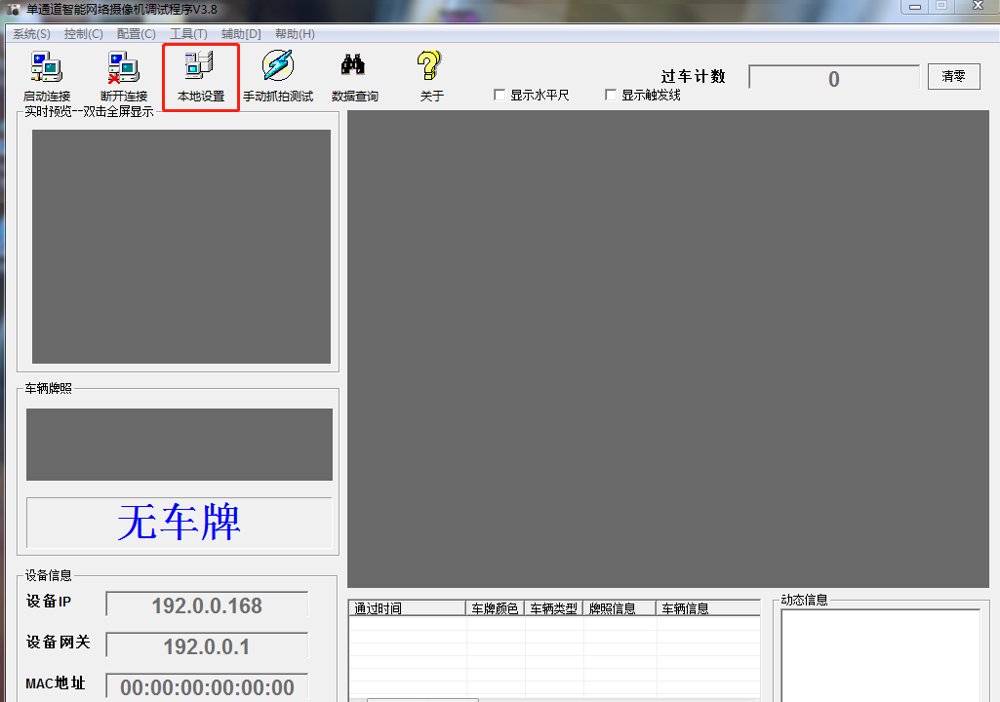 单通道智能网络摄像机调试程序V3.8
系统(S) 控制(C) 配置(C) 工具(T) 辅助[D] 帮助(H)
启动连接 断开连接 本地设置 手动抓拍测试 数据查询 关于
显示水平尺 显示触发线
过车计数 0 清零
实时预览--双击全屏显示
车辆牌照
无车牌
设备信息
设备IP 192.0.0.168
设备网关 192.0.0.1
MAC地址 00:00:00:00:00:00
通过时间 车牌颜色 车辆类型 牌照信息 车辆信息
动态信息